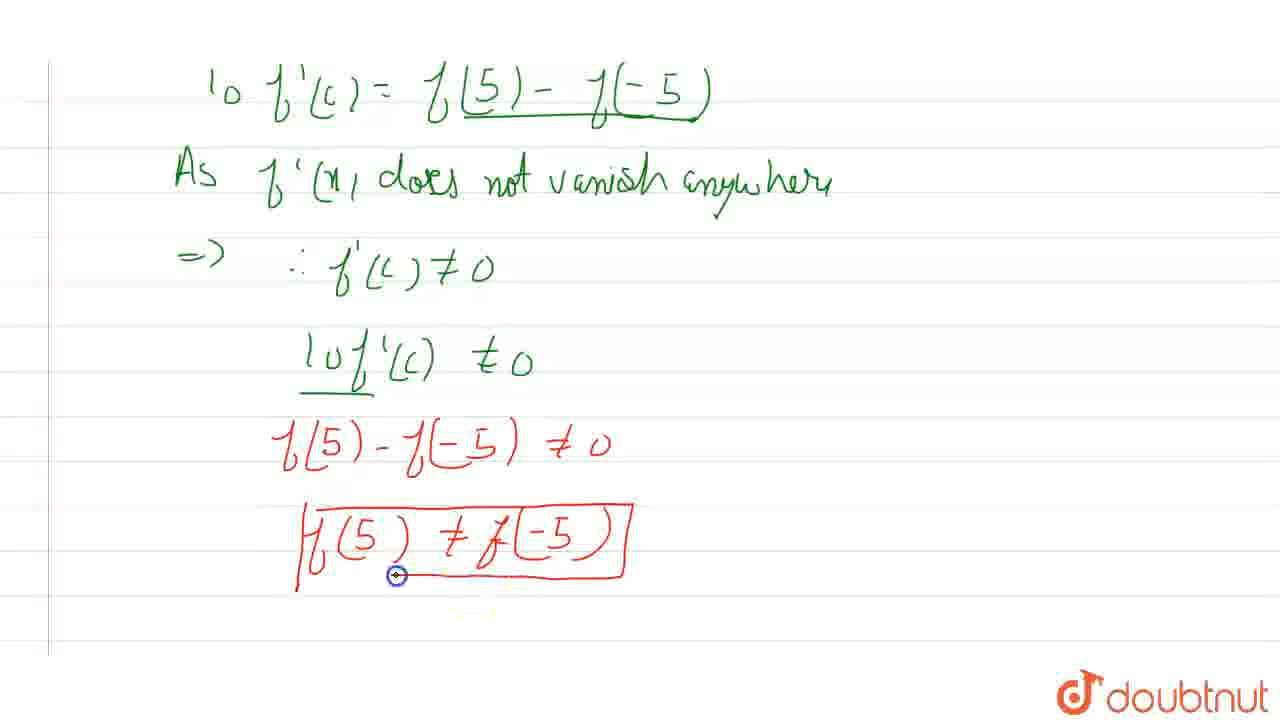 10 f'(c) = f(5) - f(-5)
As f'(x) does not vanish anywhere
=> ∴ f'(c) ≠ 0
10 f'(c) ≠ 0
f(5) - f(-5) ≠ 0
f(5) ≠ f(-5)
doubtnut